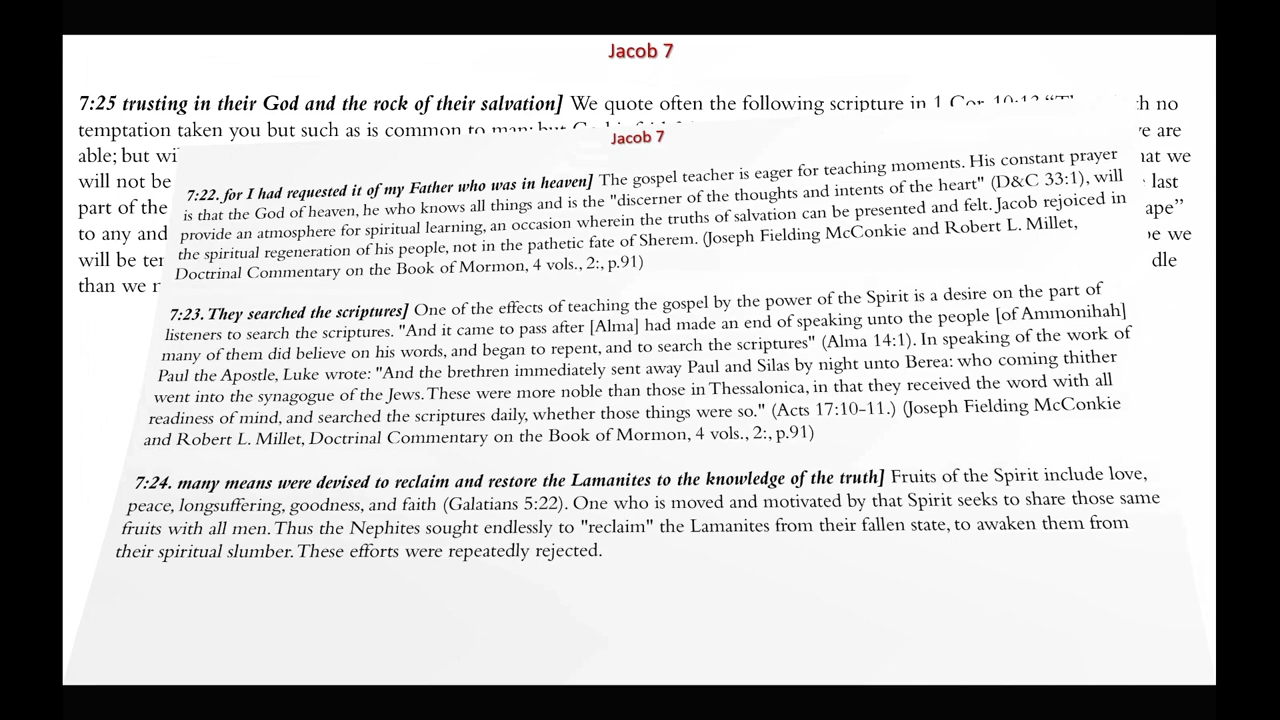 Jacob 7
7:25 trusting in their God and the rock of their salvation] We quote often the following scripture in 1 Cor. 10:13 no
temptation taken you but such as is common to man: but are
able; but
will not be we
part of the last
to any and
will be we
than we
Jacob 7
7:22. for I had requested it of my Father who was in heaven] The gospel teacher is eager for teaching moments. His constant prayer
is that the God of heaven, he who knows all things and is the "discerner of the thoughts and intents of the heart" (D&C 33:1), will
provide an atmosphere for spiritual learning, an occasion wherein the truths of salvation can be presented and felt. Jacob rejoiced in
the spiritual regeneration of his people, not in the pathetic fate of Sherem. (Joseph Fielding McConkie and Robert L. Millet,
Doctrinal Commentary on the Book of Mormon, 4 vols., 2:, p.91)
7:23. They searched the scriptures] One of the effects of teaching the gospel by the power of the Spirit is a desire on the part of
listeners to search the scriptures. "And it came to pass after [Alma] had made an end of speaking unto the people [of Ammonihah]
many of them did believe on his words, and began to repent, and to search the scriptures" (Alma 14:1). In speaking of the work of
Paul the Apostle, Luke wrote: "And the brethren immediately sent away Paul and Silas by night unto Berea: who coming thither
went into the synagogue of the Jews. These were more noble than those in Thessalonica, in that they received the word with all
readiness of mind, and searched the scriptures daily, whether those things were so." (Acts 17:10-11.) (Joseph Fielding McConkie
and Robert L. Millet, Doctrinal Commentary on the Book of Mormon, 4 vols., 2:, p.91)
7:24. many means were devised to reclaim and restore the Lamanites to the knowledge of the truth] Fruits of the Spirit include love,
peace, longsuffering, goodness, and faith (Galatians 5:22). One who is moved and motivated by that Spirit seeks to share those same
fruits with all men. Thus the Nephites sought endlessly to "reclaim" the Lamanites from their fallen state, to awaken them from
their spiritual slumber. These efforts were repeatedly rejected.